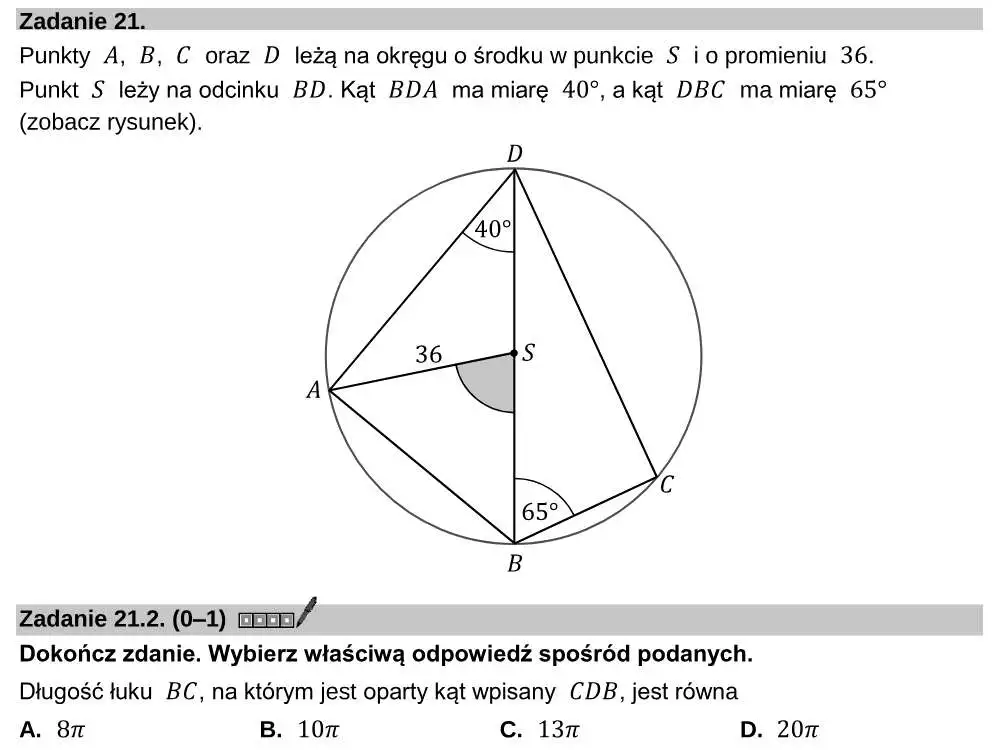 Zadanie 21.
Punkty A, B, C oraz D leżą na okręgu o środku w punkcie S i o promieniu 36.
Punkt S leży na odcinku BD. Kąt BDA ma miarę 40°, a kąt DBC ma miarę 65°
(zobacz rysunek).
D
40°
36
S
A
C
65°
B
Zadanie 21.2. (0–1)
Dokończ zdanie. Wybierz właściwą odpowiedź spośród podanych.
Długość łuku BC, na którym jest oparty kąt wpisany CDB, jest równa
A. 8π B. 10π C. 13π D. 20π